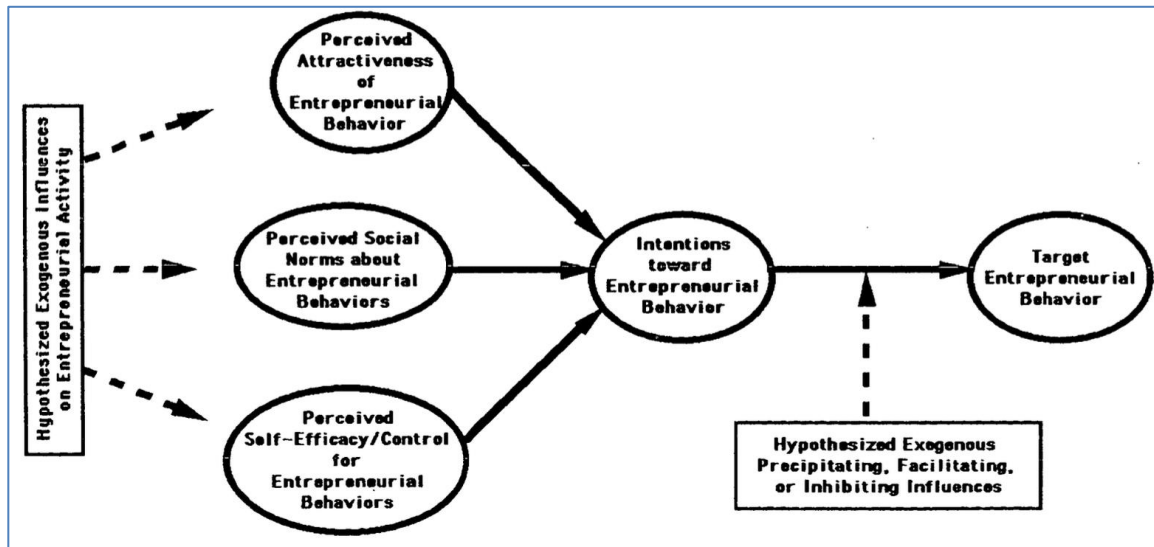 Hypothesized Exogenous Influences
on Entrepreneurial Activity
Perceived
Attractiveness
of
Entrepreneurial
Behavior
Perceived Social
Norms about
Entrepreneurial
Behaviors
Perceived
Self-Efficacy/Control
for
Entrepreneurial
Behaviors
Intentions
toward
Entrepreneurial
Behavior
Target
Entrepreneurial
Behavior
Hypothesized Exogenous
Precipitating, Facilitating,
or Inhibiting Influences